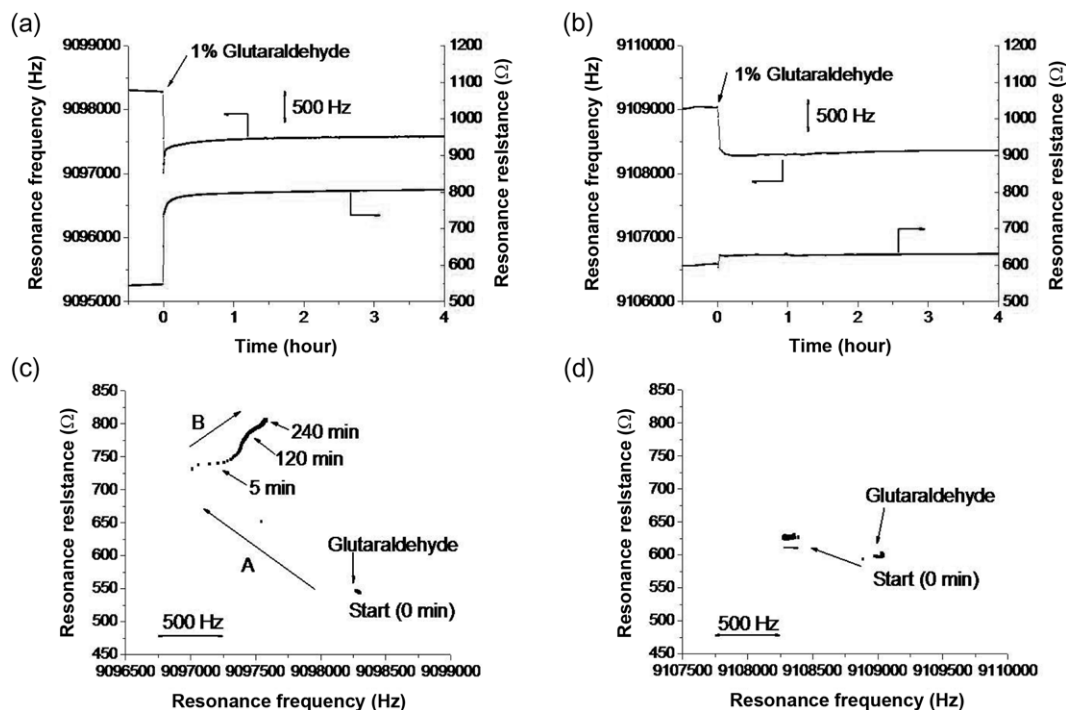 (a)
9099000
9098000
9097000
9096000
9095000
Resonance frequency (Hz)
1% Glutaraldehyde
500 Hz
1200
1100
1000
900
800
700
600
500
Resonance resistance (Ω)
0
1
2
3
4
Time (hour)
(b)
9110000
9109000
9108000
9107000
9106000
Resonance frequency (Hz)
1% Glutaraldehyde
500 Hz
1200
1100
1000
900
800
700
600
500
Resonance resistance (Ω)
0
1
2
3
4
Time (hour)
(c)
850
800
750
700
650
600
550
500
450
Resonance resistance (Ω)
B
240 min
120 min
5 min
A
Glutaraldehyde
Start (0 min)
500 Hz
9096500
9097000
9097500
9098000
9098500
9099000
Resonance frequency (Hz)
(d)
850
800
750
700
650
600
550
500
450
Resonance resistance (Ω)
Glutaraldehyde
Start (0 min)
500 Hz
9107500
9108000
9108500
9109000
9109500
9110000
Resonance frequency (Hz)